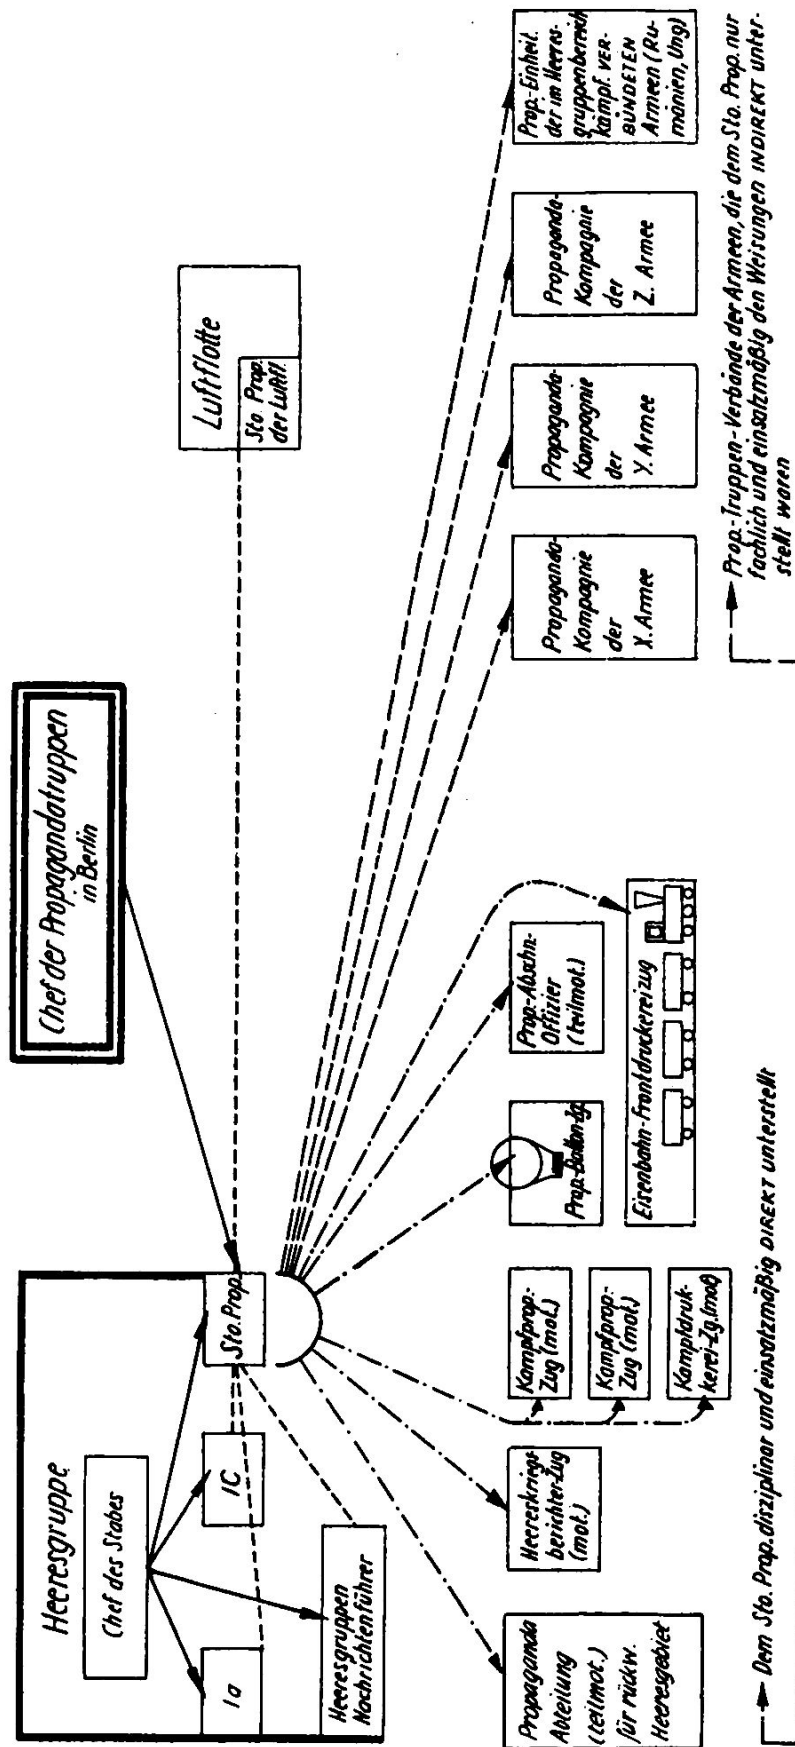 Chef der Propagandatruppen
in Berlin
Heeresgruppe
Chef des Stabes
Ia
IC
Sto. Prop.
Heeresgruppen
Nachrichtenführer
Luftflotte
Sto. Prop.
der Luftfl.
Propaganda
Abteilung
(teilmot.)
für rückw.
Heeresgebiet
Heereskriegs
berichter-Zug
(mot.)
Kampfprop.-
Zug (mot.)
Kampfprop.-
Zug (mot.)
Kampfdruk-
kerei-Zg.(mot)
Prop.-Ballon-Zg.
Prop.-Abschn.-
Offizier
(teilmot.)
Eisenbahn-Frontdruckereizug
Propaganda-
Kompagnie
der
X. Armee
Propaganda-
Kompagnie
der
Y. Armee
Propaganda-
Kompagnie
der
Z. Armee
Prop.-Einheit.
der im Heeres-
gruppenbereich
kämpf. VER-
BÜNDETEN
Armeen (Ru-
mänien, Ung)
Dem Sto. Prop. disziplinar und einsatzmäßig DIREKT unterstellt
Prop.-Truppen-Verbände der Armeen, die dem Sto. Prop. nur
fachlich und einsatzmäßig den Weisungen INDIREKT unter-
stellt waren